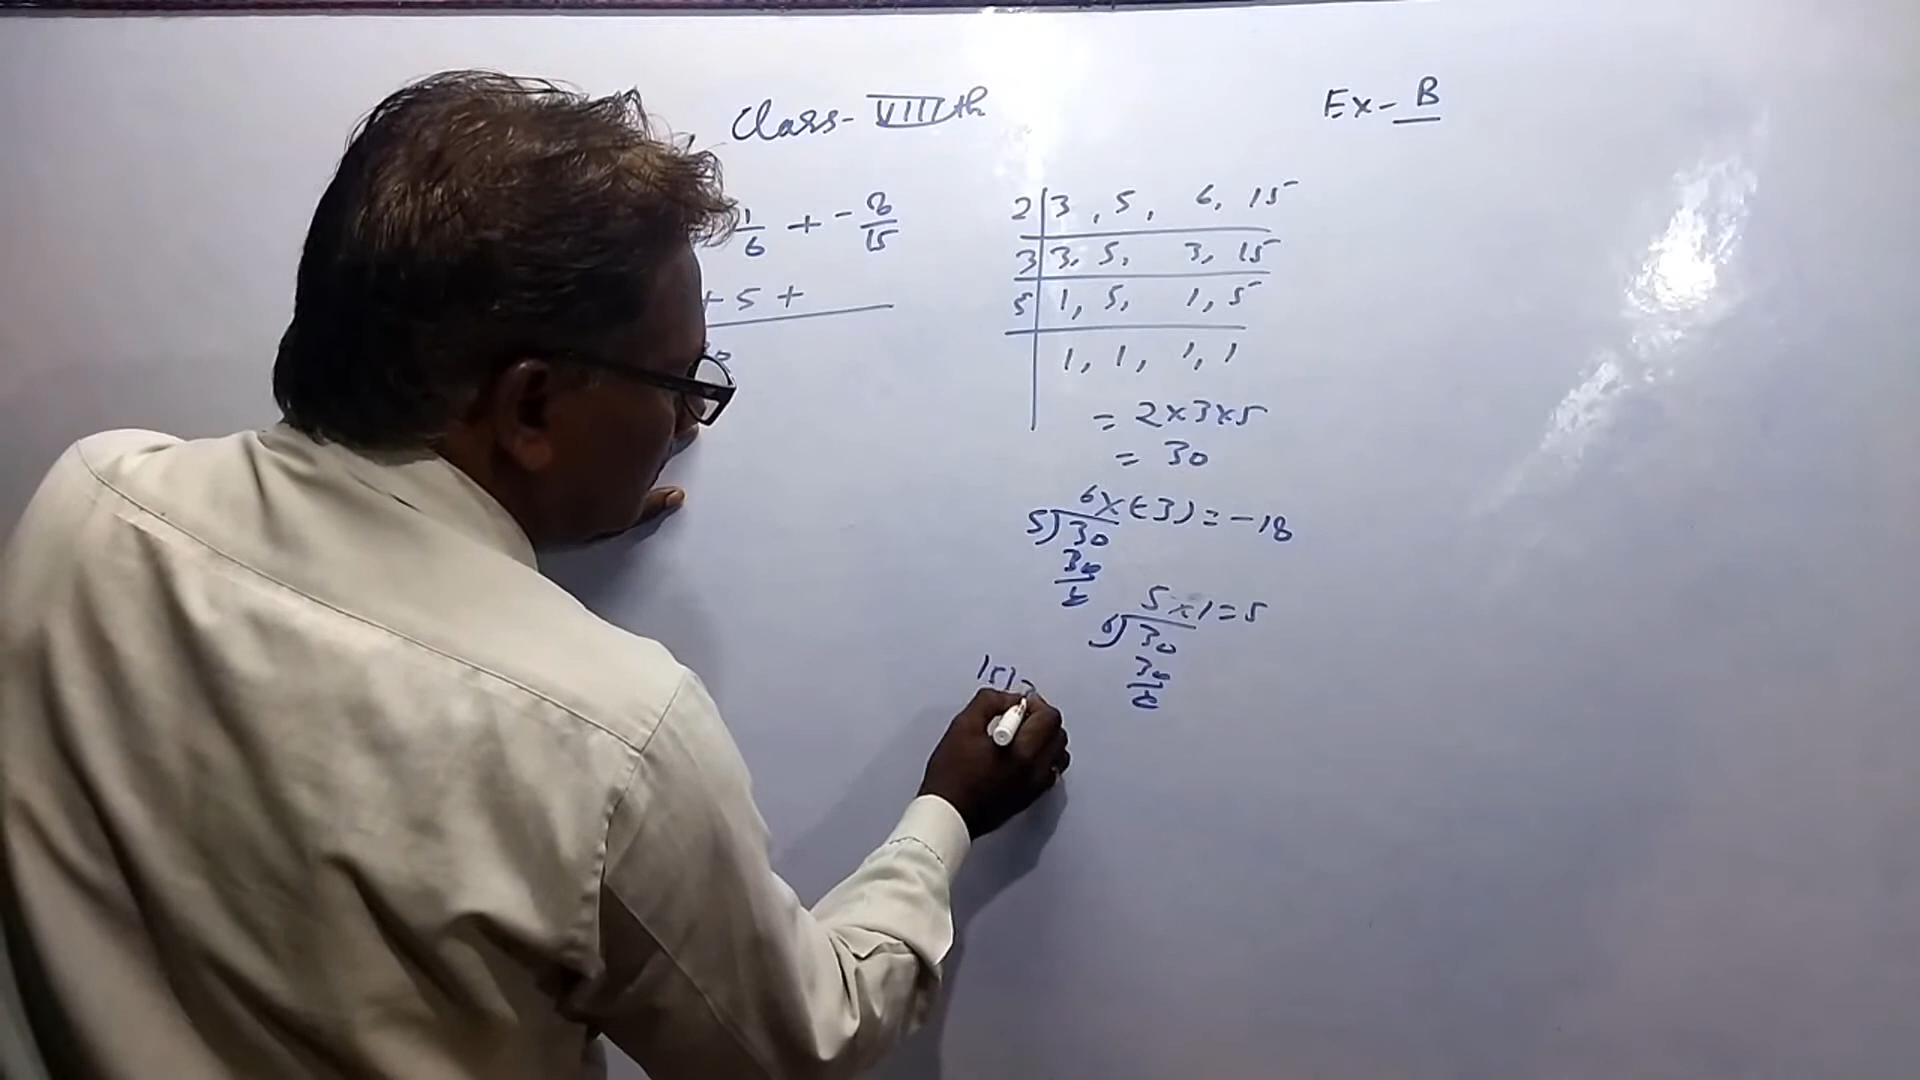 Class- VIIIth
Ex- B
1/6 + -8/15
+ 5 +
30
2 | 3, 5, 6, 15
3 | 3, 5, 3, 15
5 | 1, 5, 1, 5
1, 1, 1, 1
= 2×3×5
= 30
6×(-3) = -18
5) 30
30
5×1=5
6) 30
30
15)